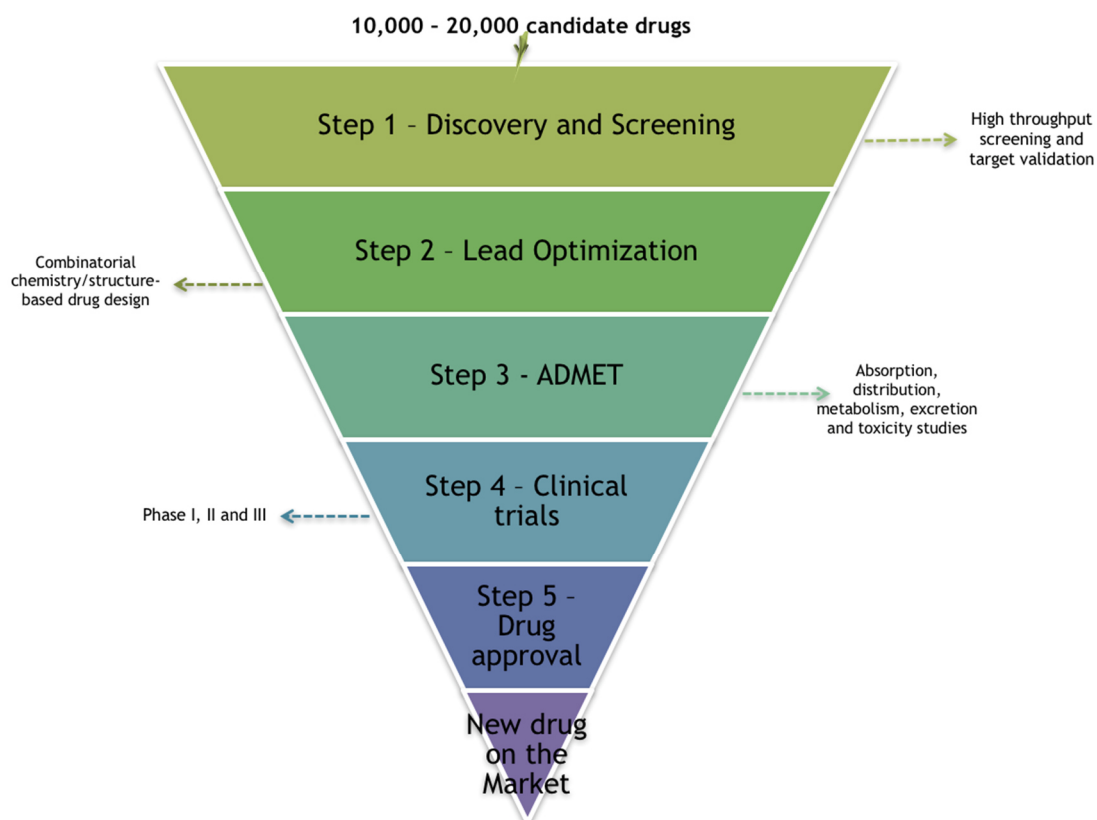 10,000 – 20,000 candidate drugs
Step 1 – Discovery and Screening
High throughput
screening and
target validation
Step 2 – Lead Optimization
Combinatorial
chemistry/structure-
based drug design
Step 3 - ADMET
Absorption,
distribution,
metabolism, excretion
and toxicity studies
Step 4 – Clinical
trials
Phase I, II and III
Step 5 –
Drug
approval
New drug
on the
Market